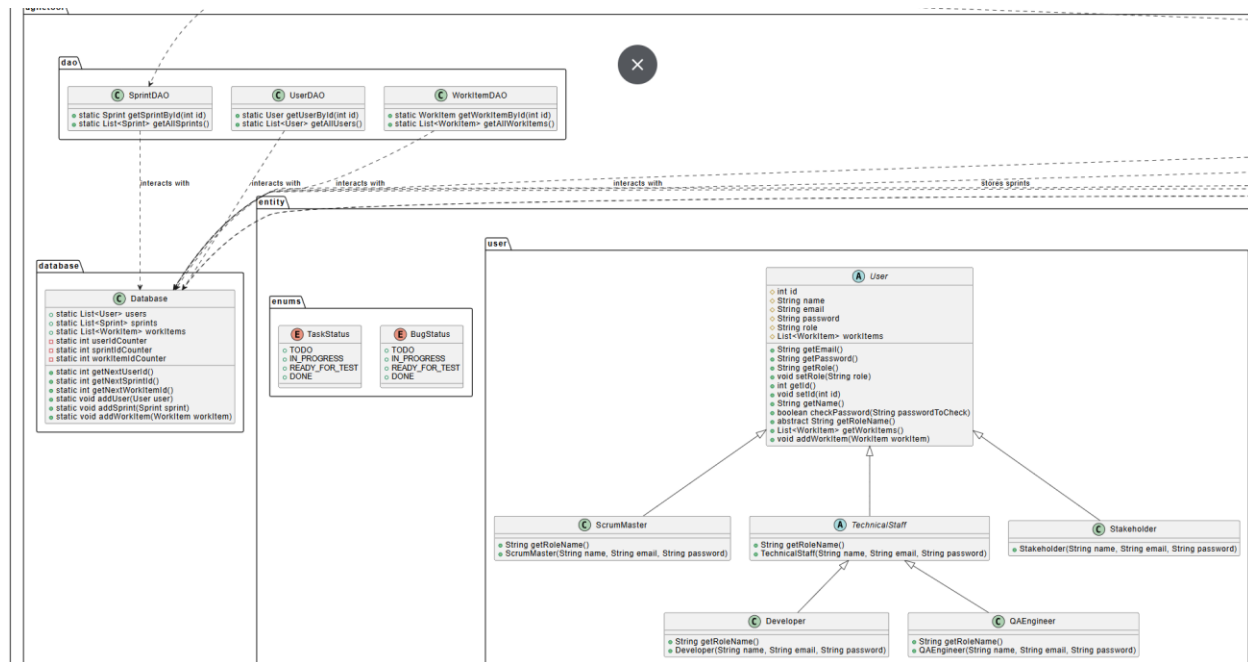 dao
C SprintDAO
static Sprint getSprintById(int id)
static List<Sprint> getAllSprints()
C UserDAO
static User getUserById(int id)
static List<User> getAllUsers()
C WorkItemDAO
static WorkItem getWorkItemById(int id)
static List<WorkItem> getAllWorkItems()
interacts with
interacts with
interacts with
interacts with
stores sprints
database
C Database
static List<User> users
static List<Sprint> sprints
static List<WorkItem> workItems
static int userIdCounter
static int sprintIdCounter
static int workItemIdCounter
static int getNextUserId()
static int getNextSprintId()
static int getNextWorkItemId()
static void addUser(User user)
static void addSprint(Sprint sprint)
static void addWorkItem(WorkItem workItem)
entity
enums
E TaskStatus
TODO
IN_PROGRESS
READY_FOR_TEST
DONE
E BugStatus
TODO
IN_PROGRESS
READY_FOR_TEST
DONE
user
A User
int id
String name
String email
String password
String role
List<WorkItem> workItems
String getEmail()
String getPassword()
String getRole()
void setRole(String role)
int getId()
void setId(int id)
String getName()
boolean checkPassword(String passwordToCheck)
abstract String getRoleName()
List<WorkItem> getWorkItems()
void addWorkItem(WorkItem workItem)
C ScrumMaster
String getRoleName()
ScrumMaster(String name, String email, String password)
A TechnicalStaff
String getRoleName()
TechnicalStaff(String name, String email, String password)
C Stakeholder
Stakeholder(String name, String email, String password)
C Developer
String getRoleName()
Developer(String name, String email, String password)
C QAEngineer
String getRoleName()
QAEngineer(String name, String email, String password)